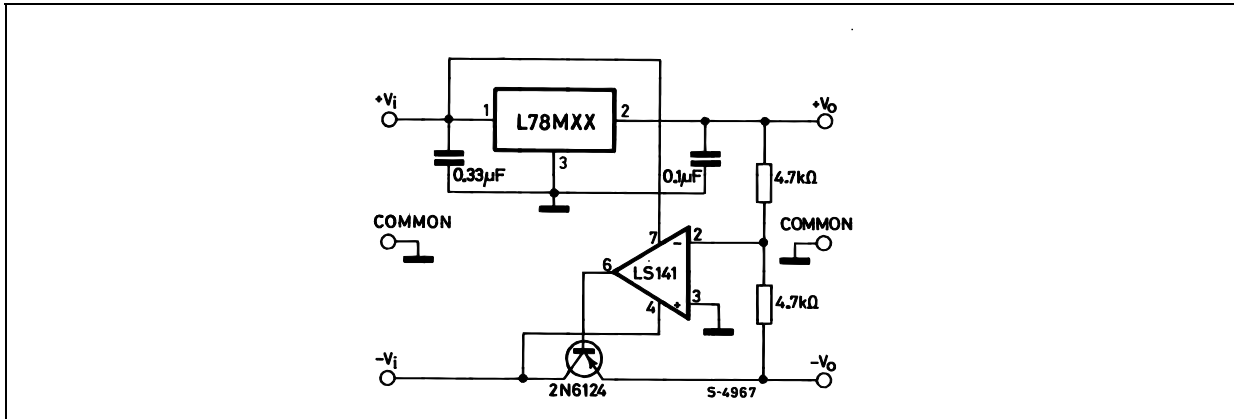 +Vi
1
L78MXX
2
+Vo
3
0.33µF
0.1µF
4.7kΩ
COMMON
COMMON
7
2
-
6
LS141
4
+
3
4.7kΩ
-Vi
-Vo
2N6124
S-4967